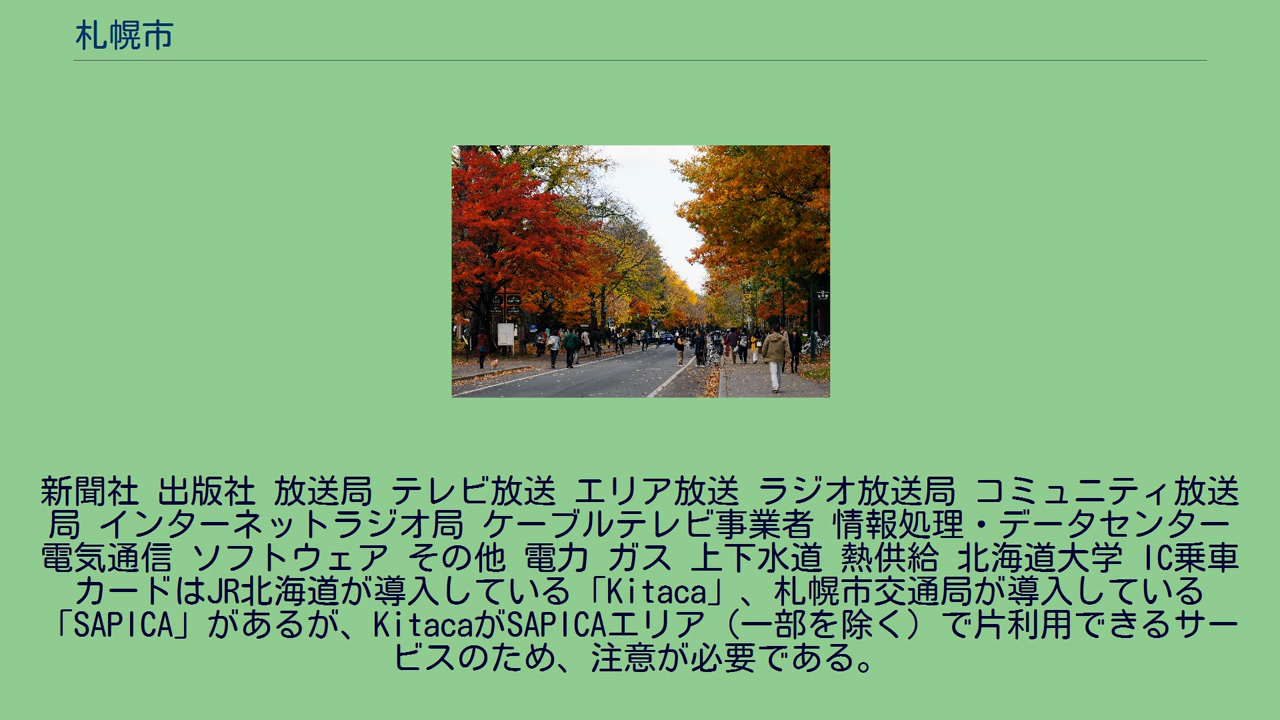 札幌市
新聞社 出版社 放送局 テレビ放送 エリア放送 ラジオ放送局 コミュニティ放送
局 インターネットラジオ局 ケーブルテレビ事業者 情報処理・データセンター
電気通信 ソフトウェア その他 電力 ガス 上下水道 熱供給 北海道大学 IC乗車
カードはJR北海道が導入している「Kitaca」、札幌市交通局が導入している
「SAPICA」があるが、KitacaがSAPICAエリア（一部を除く）で片利用できるサー
ビスのため、注意が必要である。